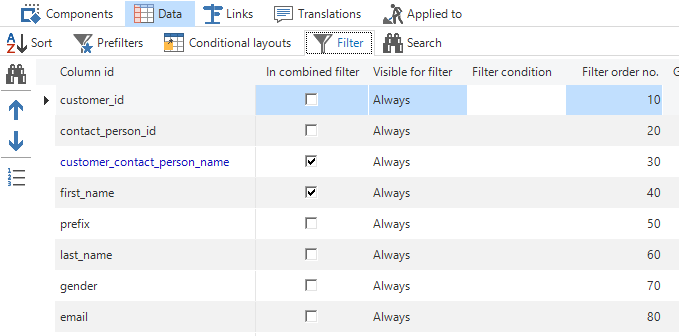 Components Data Links Translations Applied to
Sort Prefilters Conditional layouts Filter Search
Column id In combined filter Visible for filter Filter condition Filter order no. G
customer_id Always 10
contact_person_id Always 20
customer_contact_person_name Always 30
first_name Always 40
prefix Always 50
last_name Always 60
gender Always 70
email Always 80